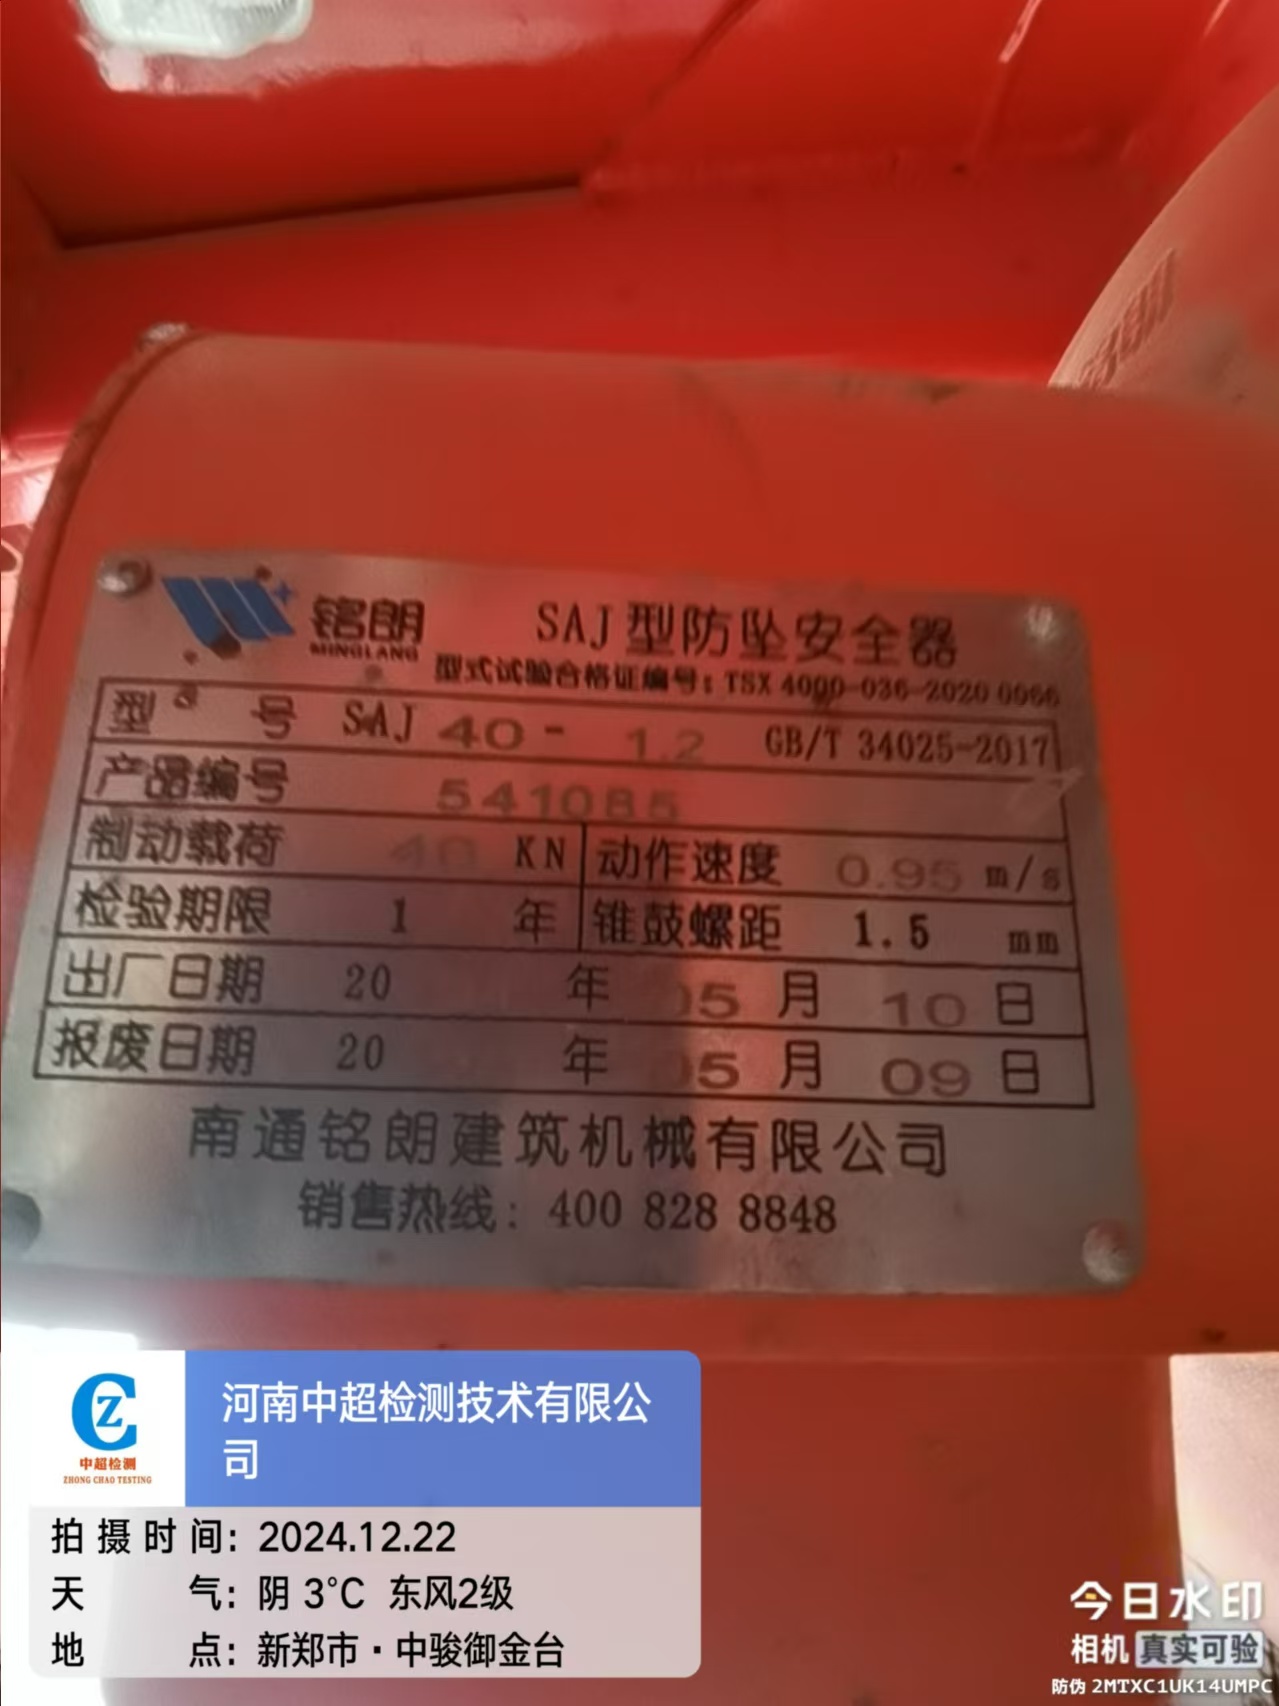 铭朗
MINGLANG
SAJ型防坠安全器
型式试验合格证编号：TSX 4000-036-2020 0066
型 号 SAJ 40- 1.2 GB/T 34025-2017
产品编号 541085
制动载荷 40 KN 动作速度 0.95 m/s
检验期限 1 年 锥鼓螺距 1.5 mm
出厂日期 20 年 05 月 10 日
报废日期 20 年 05 月 09 日
南通铭朗建筑机械有限公司
销售热线：400 828 8848
中超检测
ZHONG CHAO TESTING
河南中超检测技术有限公
司
拍摄时间：2024.12.22
天 气：阴 3℃ 东风2级
地 点：新郑市·中骏御金台
今日水印
相机 真实可验
防伪 2MTXC1UK14UMPC